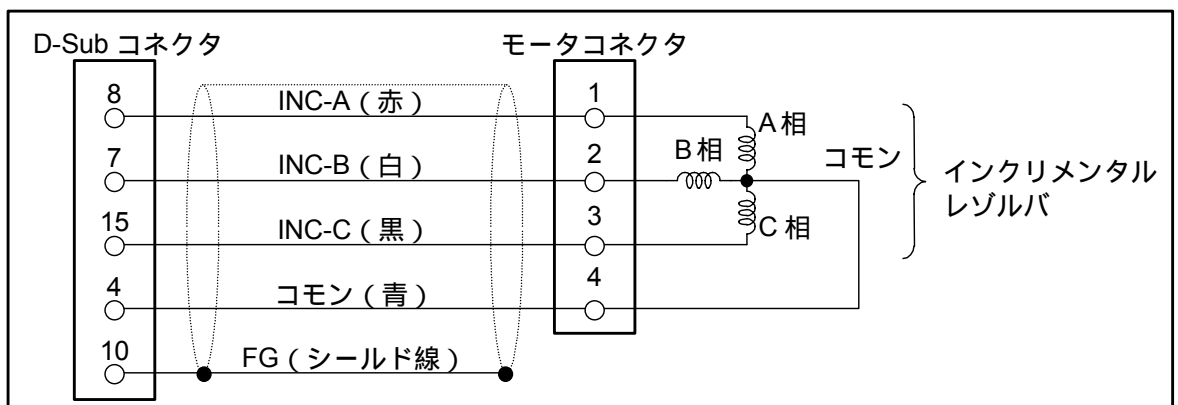 D-Sub コネクタ
モータコネクタ
8
INC-A(赤)
1
A相
7
INC-B(白)
2
B相
コモン
インクリメンタル
レゾルバ
15
INC-C(黒)
3
C相
4
コモン(青)
4
10
FG(シールド線)